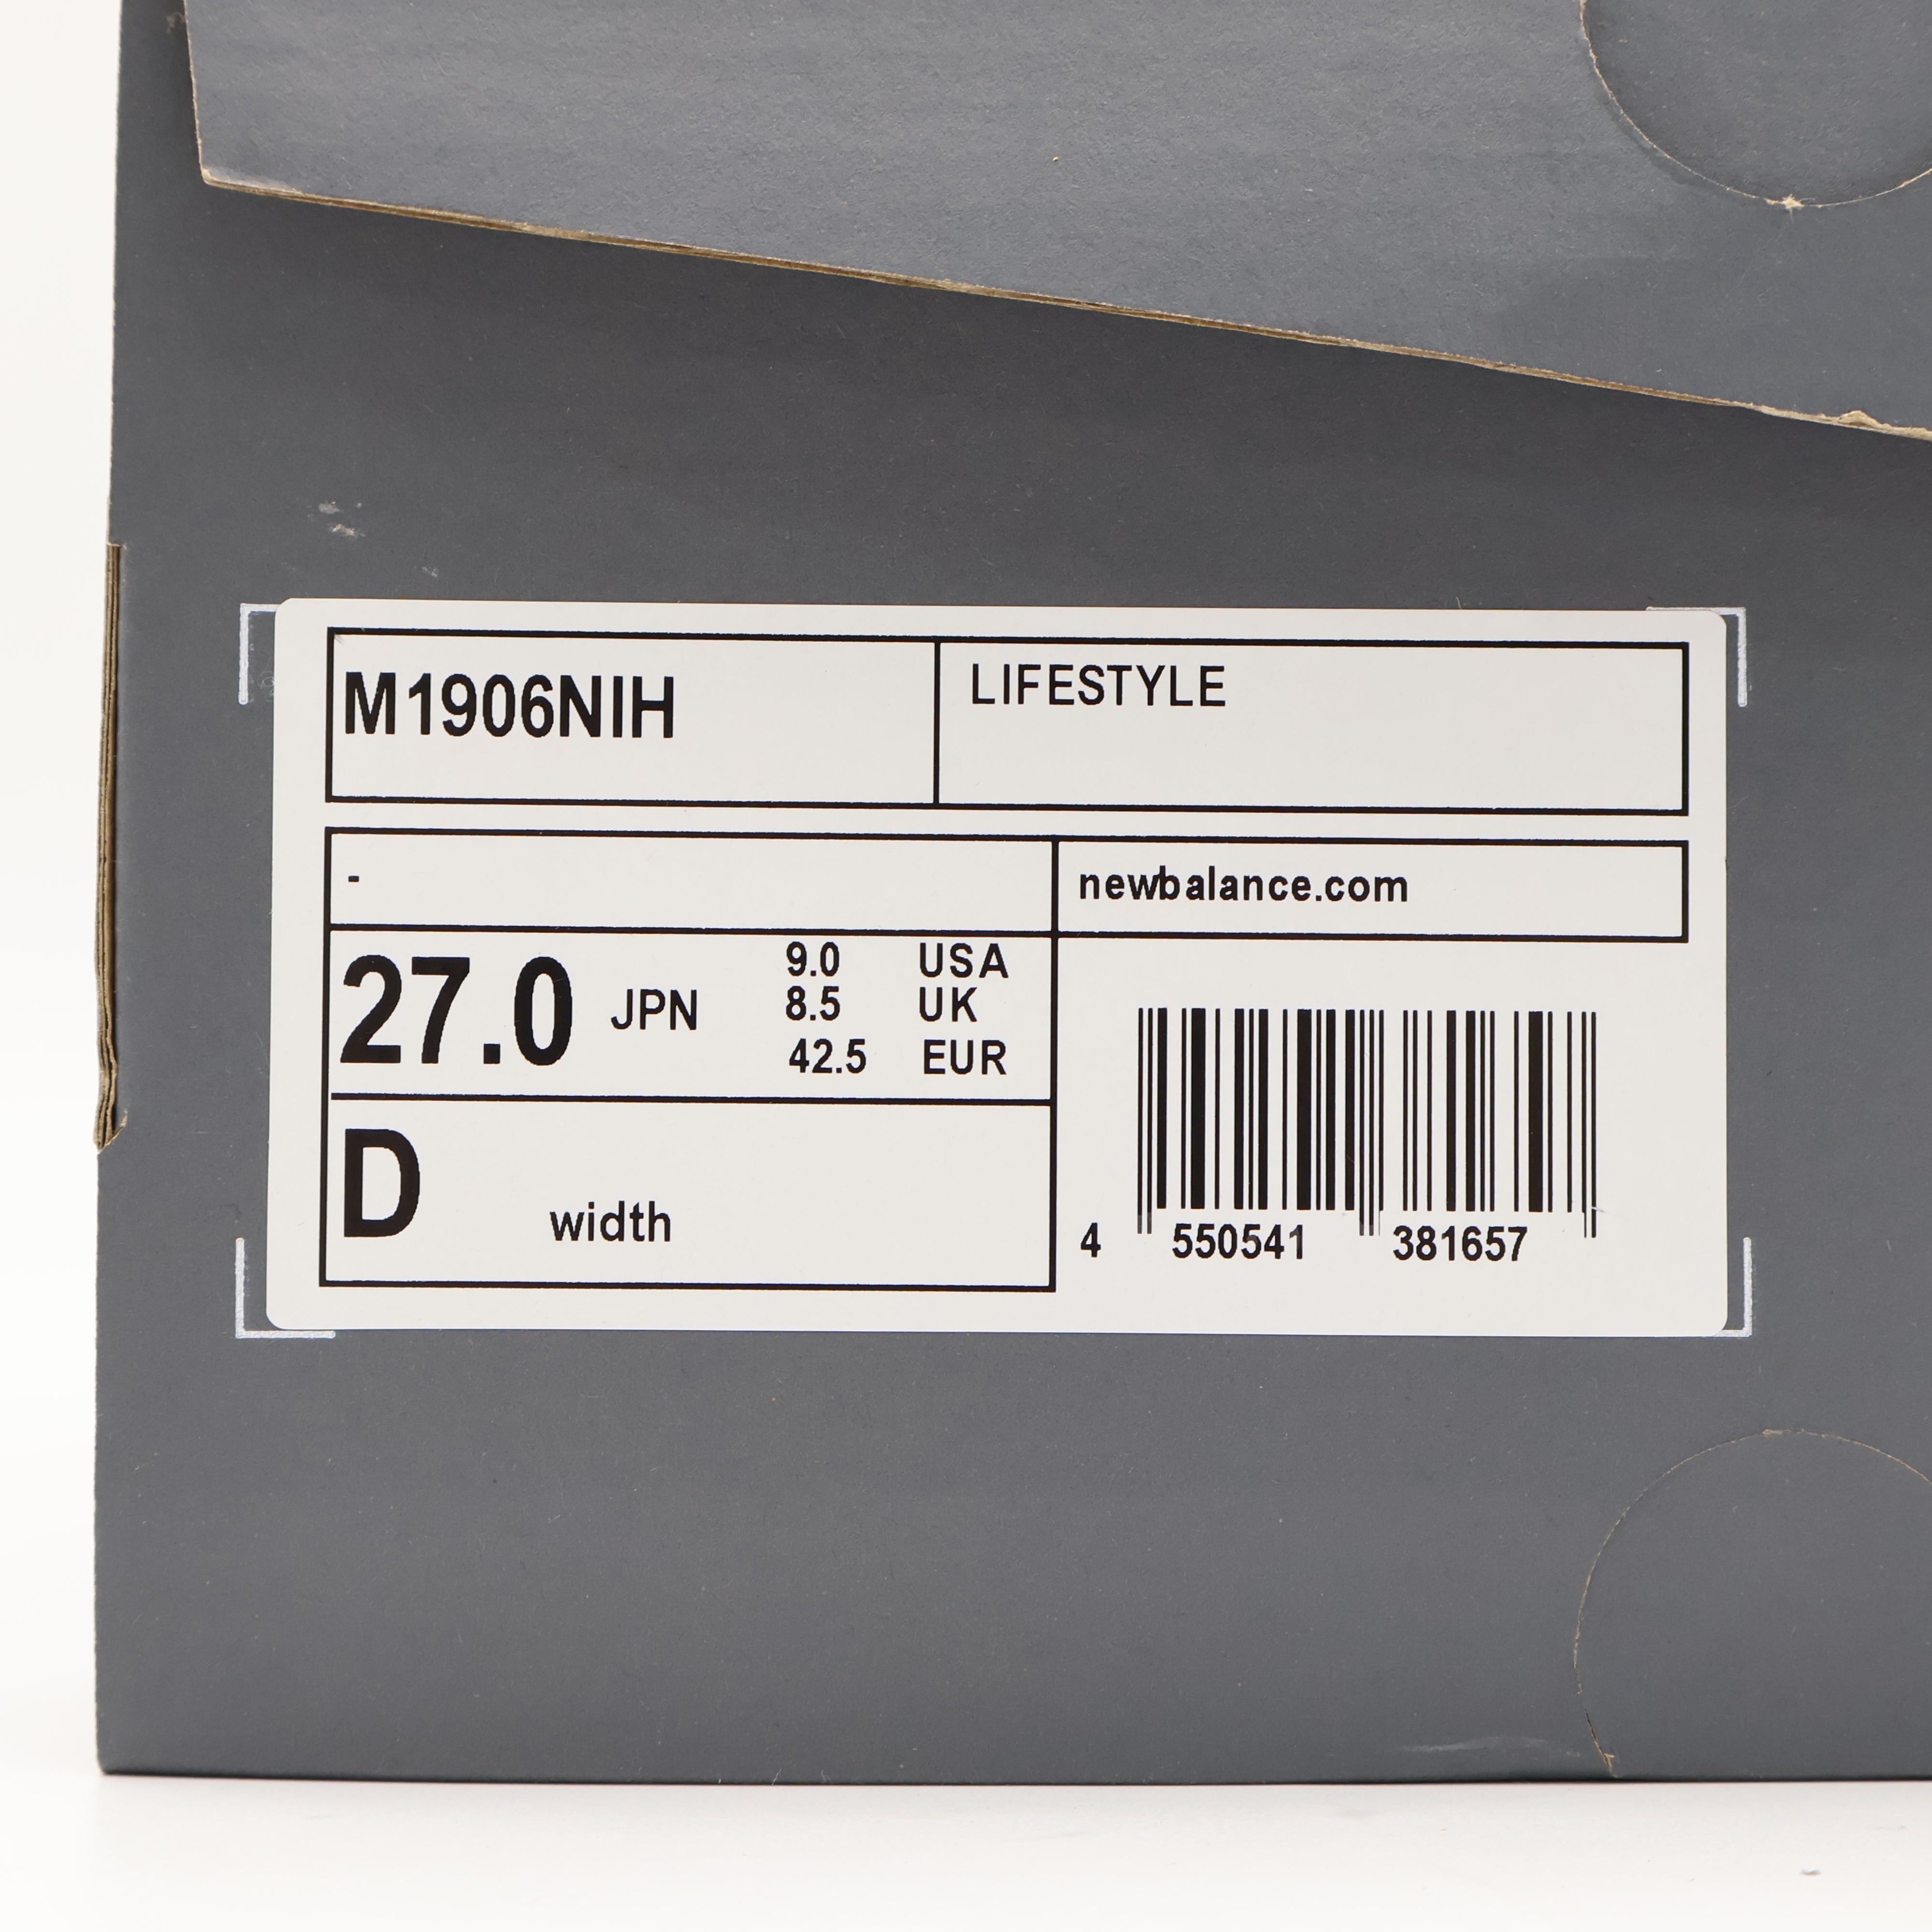 M1906NIH
LIFESTYLE
-
newbalance.com
27.0 JPN
9.0 USA
8.5 UK
42.5 EUR
D width
4 550541 381657